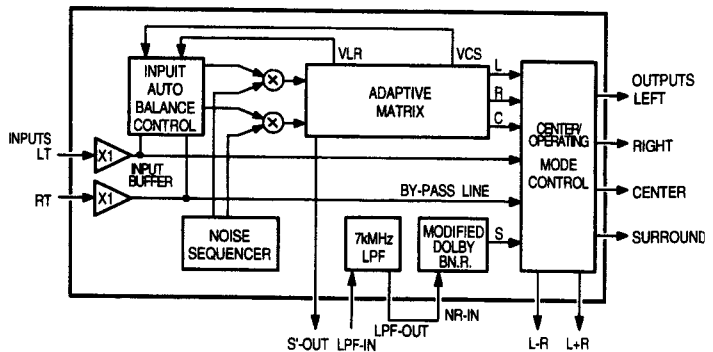 VLR
VCS
INPUIT
AUTO
BALANCE
CONTROL
×
×
ADAPTIVE
MATRIX
L
R
C
CENTER/
OPERATING
MODE
CONTROL
OUTPUTS
LEFT
RIGHT
CENTER
SURROUND
INPUTS
LT
RT
X1
X1
INPUT
BUFFER
BY-PASS LINE
NOISE
SEQUENCER
7kMHz
LPF
MODIFIED
DOLBY
BN.R.
S
S'-OUT
LPF-IN
LPF-OUT
NR-IN
L-R
L+R